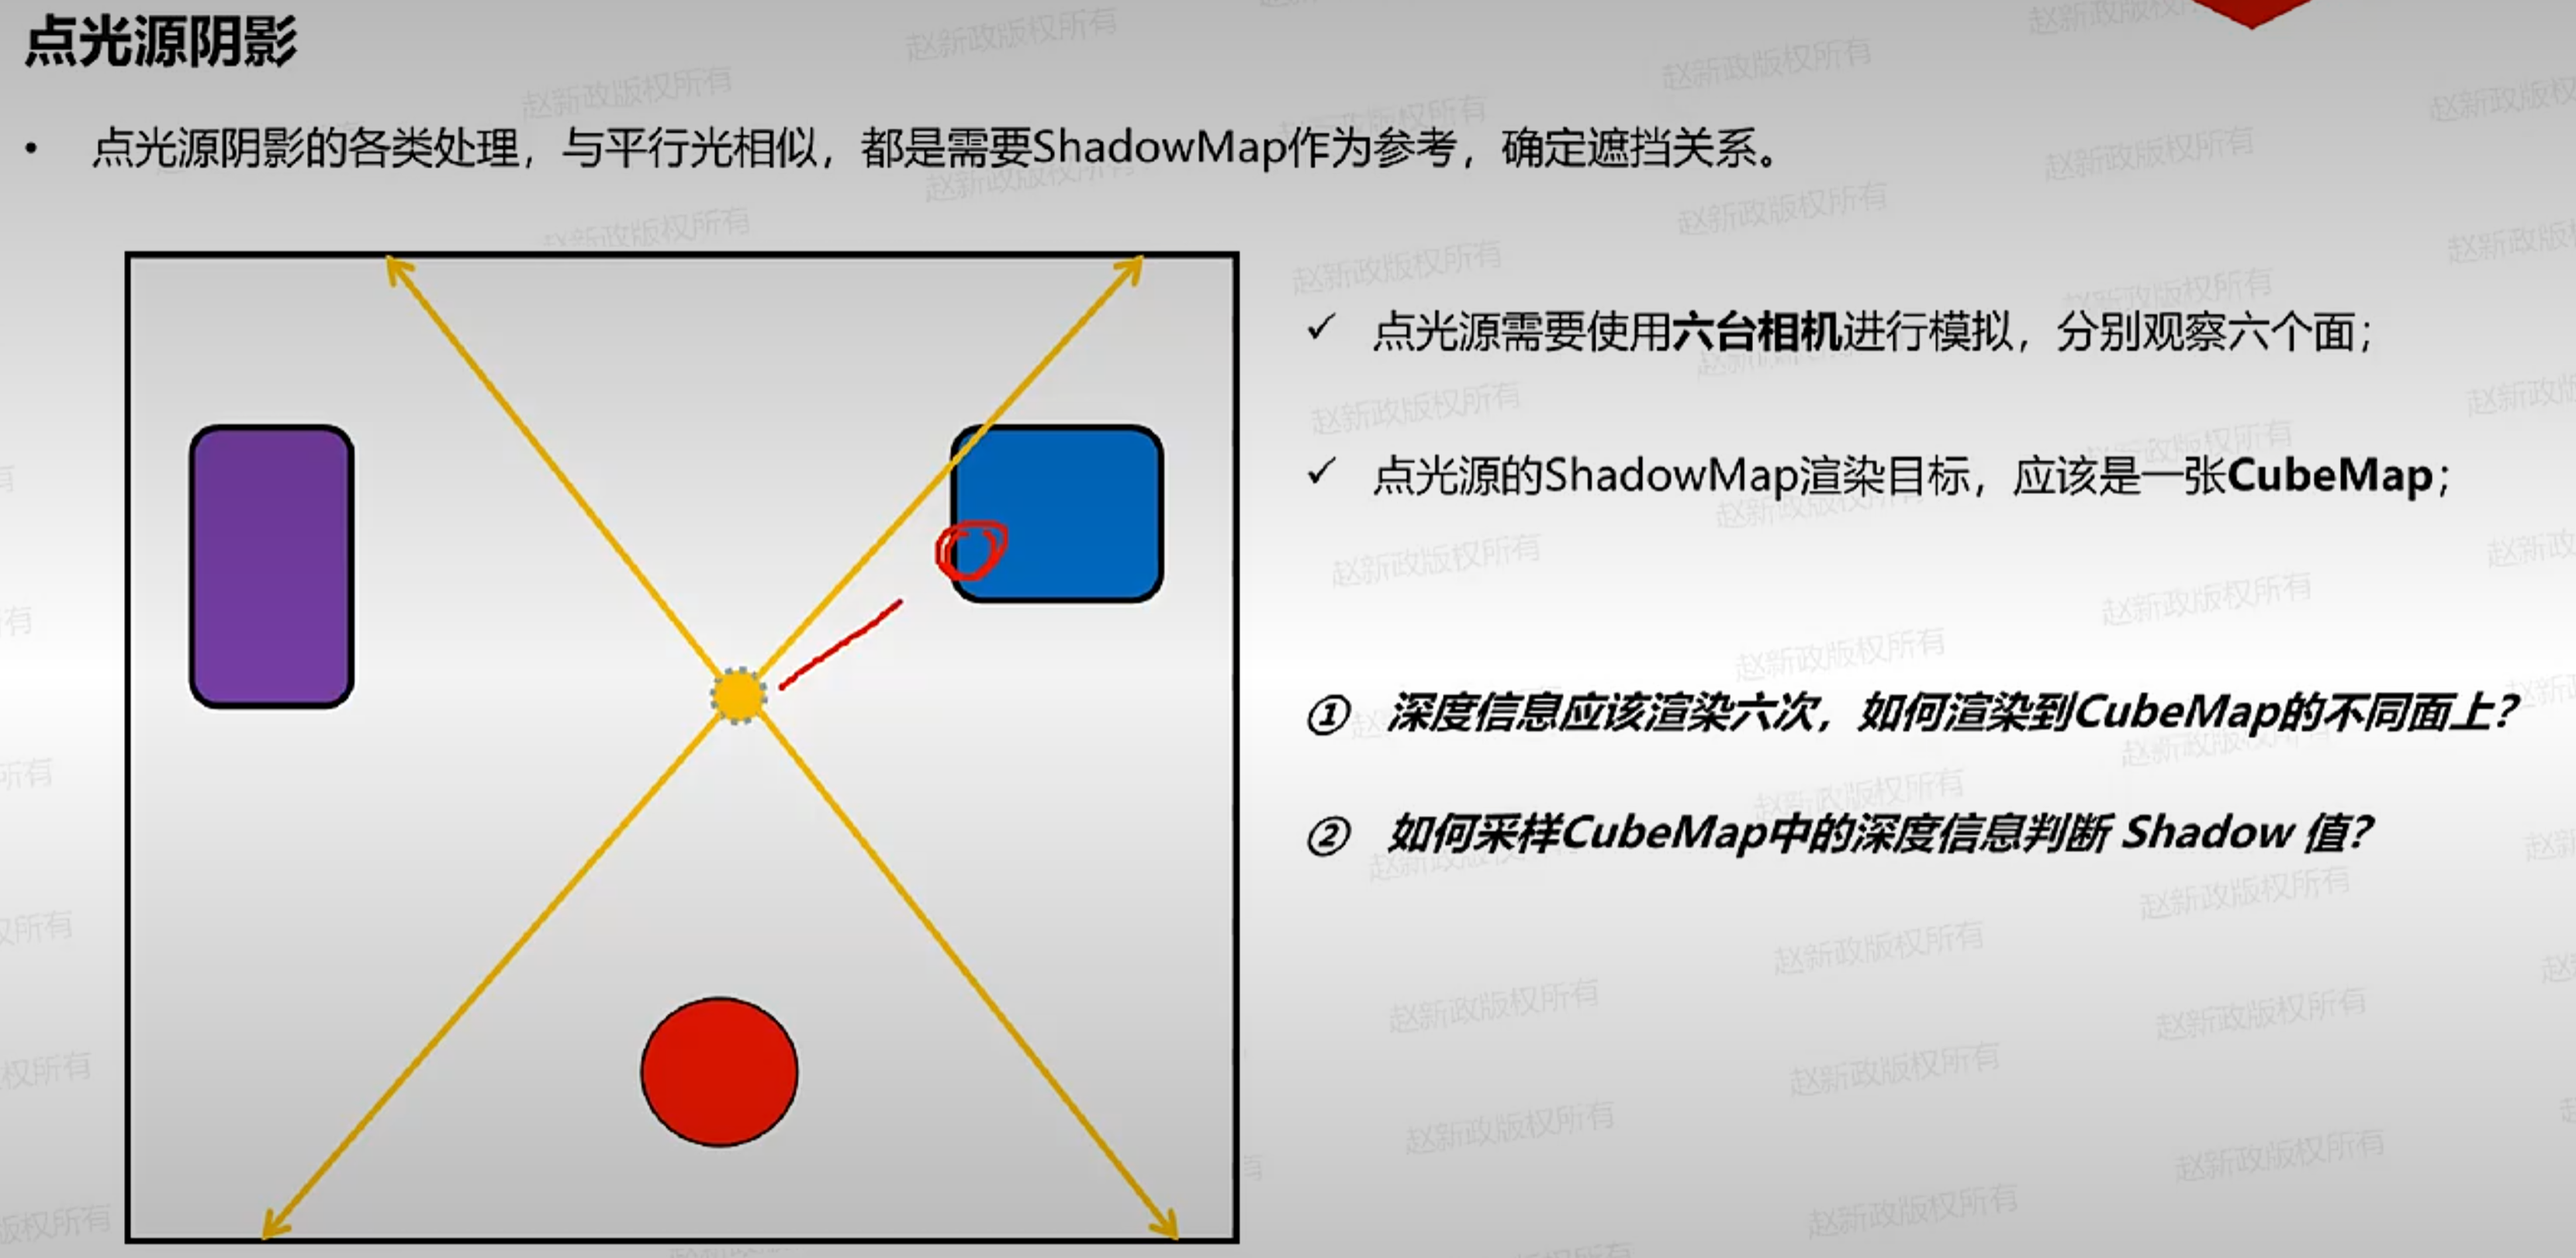 点光源阴影
• 点光源阴影的各类处理，与平行光相似，都是需要ShadowMap作为参考，确定遮挡关系。
✓ 点光源需要使用六台相机进行模拟，分别观察六个面；
✓ 点光源的ShadowMap渲染目标，应该是一张CubeMap；
① 深度信息应该渲染六次，如何渲染到CubeMap的不同面上？
② 如何采样CubeMap中的深度信息判断 Shadow 值？
赵新政版权所有